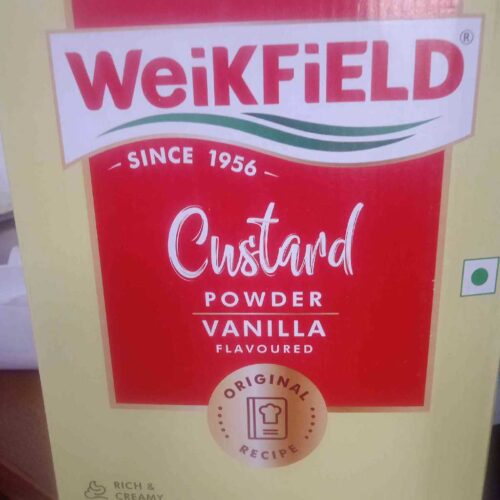 WeiKFiELD®
SINCE 1956
Custard
POWDER
VANILLA
FLAVOURED
ORIGINAL
RECIPE
RICH &
CREAMY